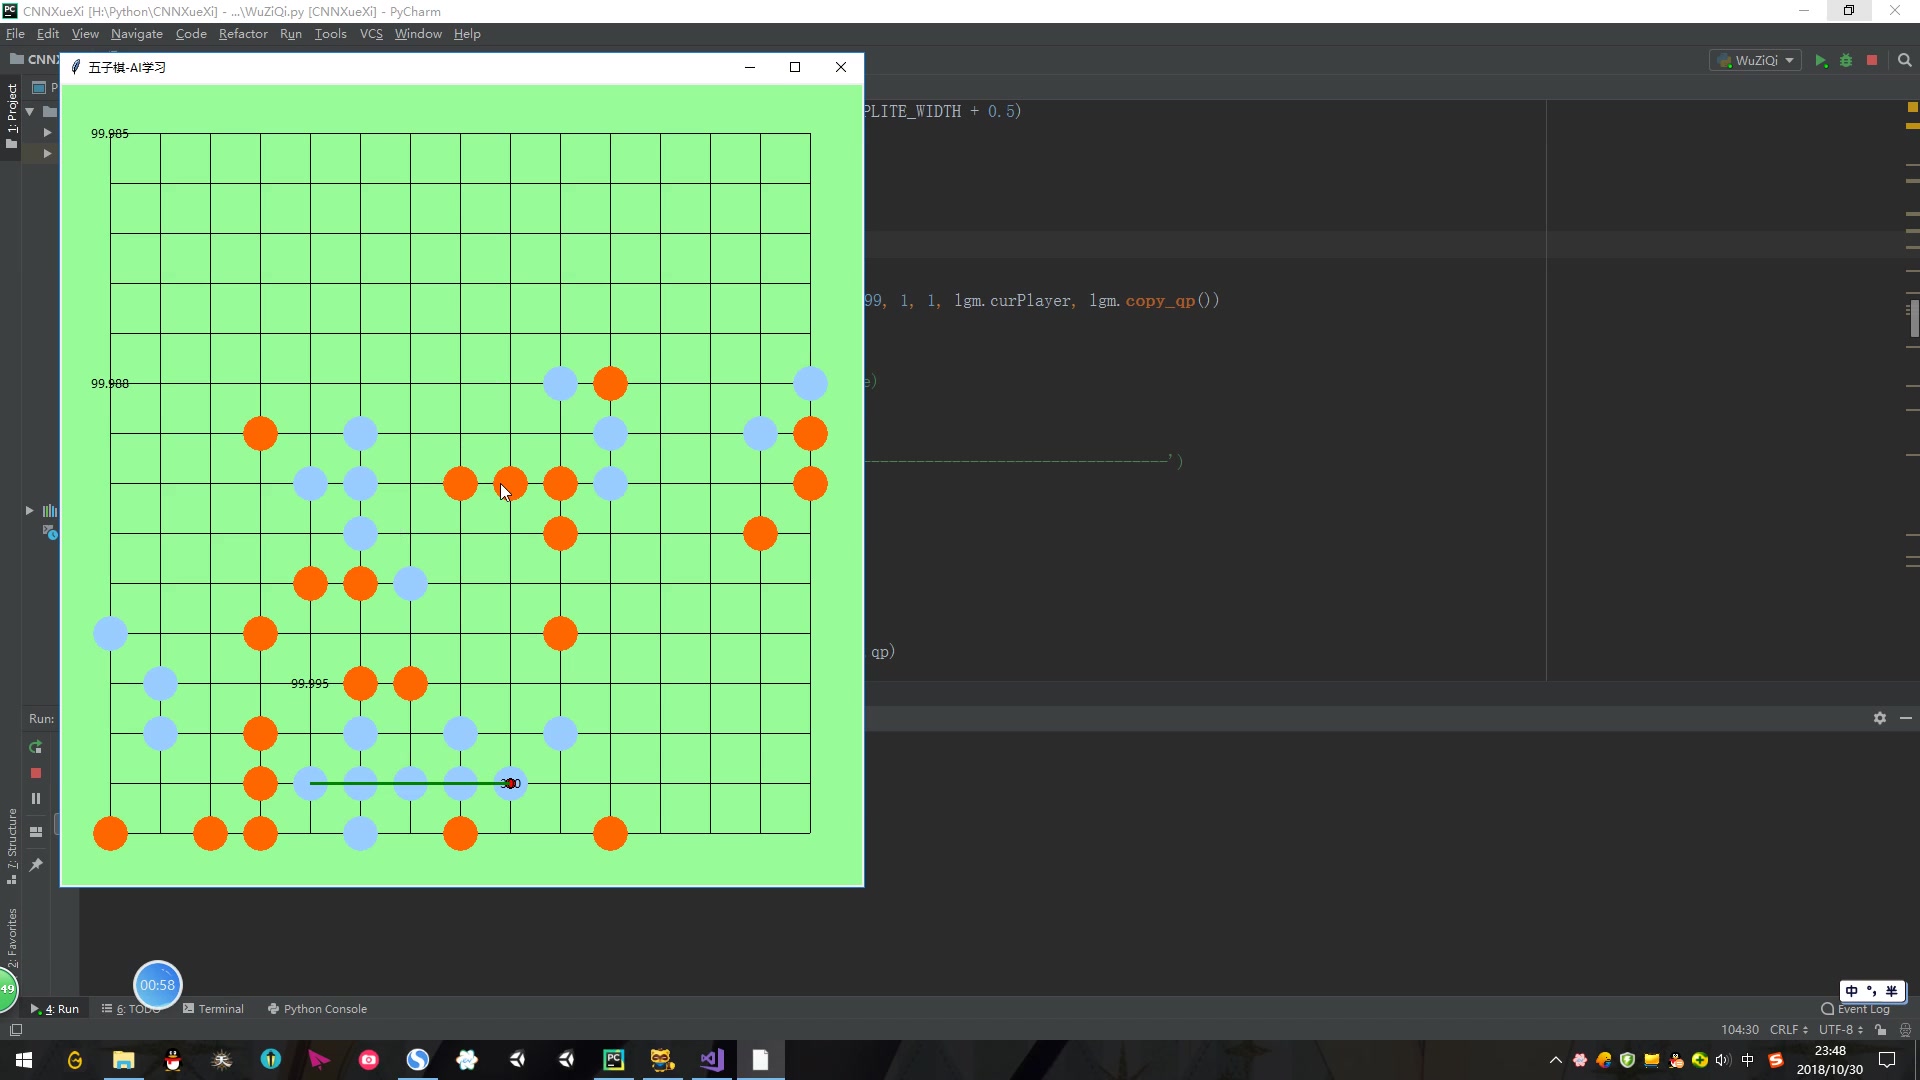 CNNXueXi [H:\Python\CNNXueXi] - ...\WuZiQi.py [CNNXueXi] - PyCharm
File Edit View Navigate Code Refactor Run Tools VCS Window Help
WuZiQi
五子棋-AI学习
1: Project
PLITE_WIDTH + 0.5)
99.985
99, 1, 1, lgm.curPlayer, lgm.copy_qp())
99.988
e)
-------------------------------')
qp)
99.995
Run:
7: Structure
2: Favorites
49
00:58
中 °, 半
4: Run 6: TODO Terminal Python Console Event Log
104:30 CRLF UTF-8
中
23:48
2018/10/30